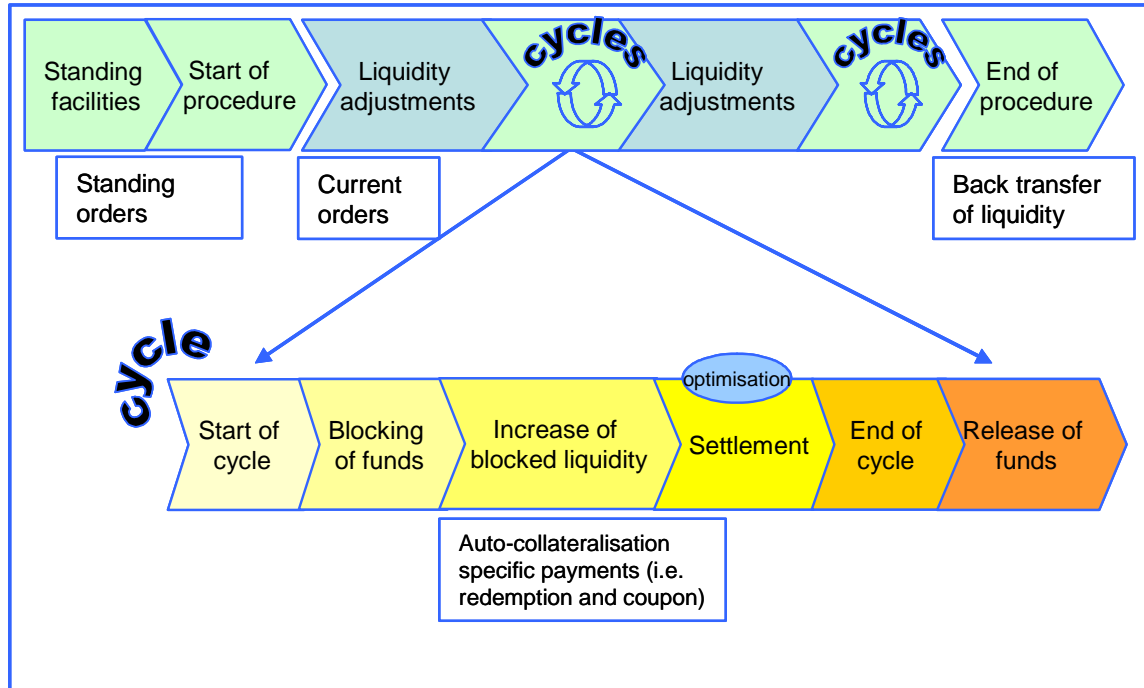 Standing
facilities
Start of
procedure
Liquidity
adjustments
cycles
Liquidity
adjustments
cycles
End of
procedure
Standing
orders
Current
orders
Back transfer
of liquidity
cycle
Start of
cycle
Blocking
of funds
Increase of
blocked liquidity
optimisation
Settlement
End of
cycle
Release of
funds
Auto-collateralisation
specific payments (i.e.
redemption and coupon)